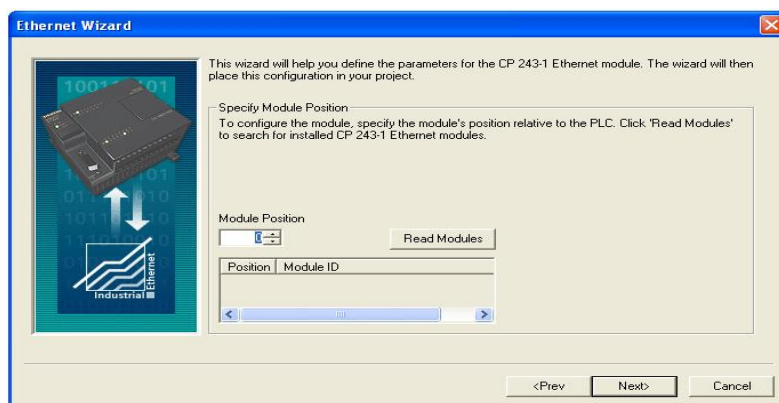 Ethernet Wizard
This wizard will help you define the parameters for the CP 243-1 Ethernet module. The wizard will then
place this configuration in your project.
Specify Module Position
To configure the module, specify the module's position relative to the PLC. Click 'Read Modules'
to search for installed CP 243-1 Ethernet modules.
Module Position
0
Read Modules
Position Module ID
Industrial
Ethernet
<Prev
Next>
Cancel